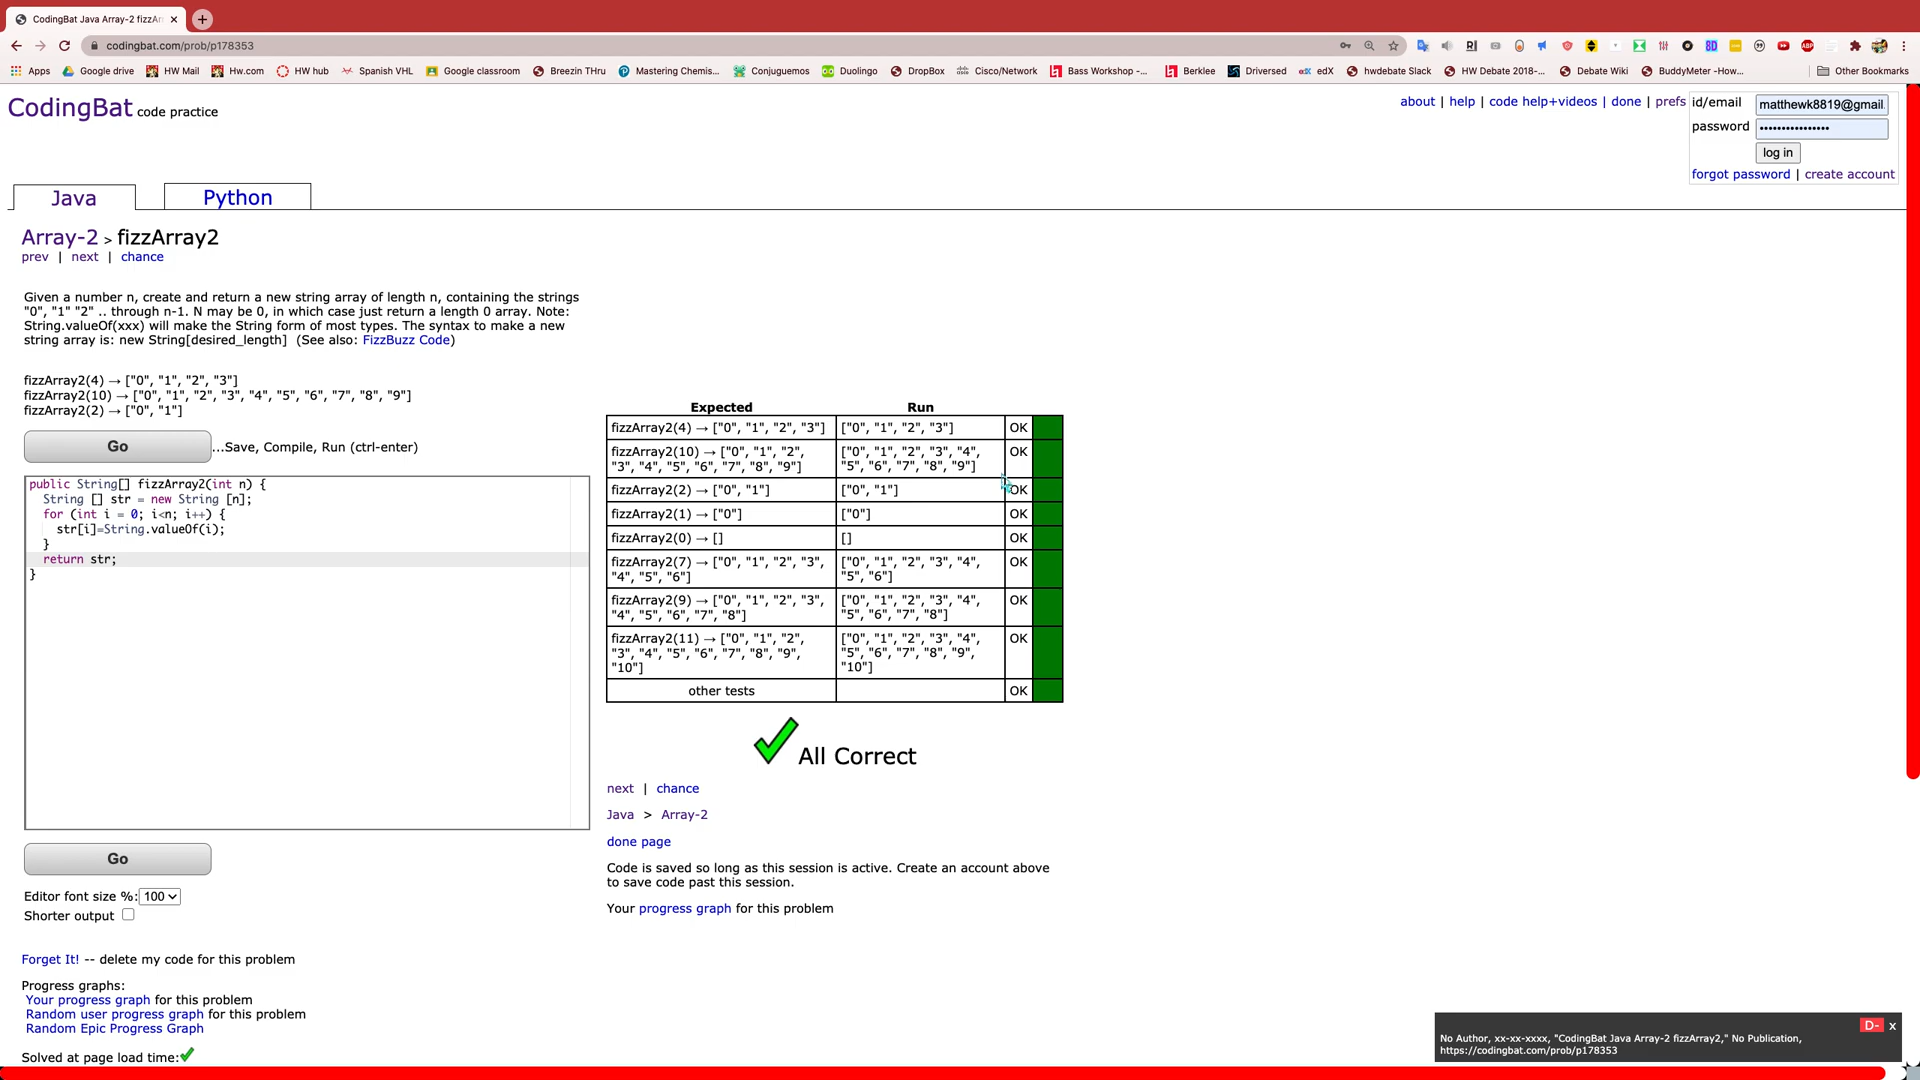 CodingBat Java Array-2 fizzAr
codingbat.com/prob/p178353
Apps Google drive HW Mail Hw.com HW hub Spanish VHL Google classroom Breezin THru Mastering Chemis... Conjuguemos Duolingo DropBox Cisco/Network Bass Workshop -... Berklee Driversed edX hwdebate Slack HW Debate 2018-... Debate Wiki BuddyMeter -How... Other Bookmarks
CodingBat code practice
about | help | code help+videos | done | prefs
id/email matthewk8819@gmail.
password ••••••••••••••••
log in
forgot password | create account
Java Python
Array-2 > fizzArray2
prev | next | chance
Given a number n, create and return a new string array of length n, containing the strings
"0", "1" "2" .. through n-1. N may be 0, in which case just return a length 0 array. Note:
String.valueOf(xxx) will make the String form of most types. The syntax to make a new
string array is: new String[desired_length] (See also: FizzBuzz Code)
fizzArray2(4) → ["0", "1", "2", "3"]
fizzArray2(10) → ["0", "1", "2", "3", "4", "5", "6", "7", "8", "9"]
fizzArray2(2) → ["0", "1"]
Go ...Save, Compile, Run (ctrl-enter)
public String[] fizzArray2(int n) {
String [] str = new String [n];
for (int i = 0; i<n; i++) {
str[i]=String.valueOf(i);
}
return str;
}
Go
Editor font size %: 100
Shorter output
Forget It! -- delete my code for this problem
Progress graphs:
Your progress graph for this problem
Random user progress graph for this problem
Random Epic Progress Graph
Solved at page load time:
Expected Run
fizzArray2(4) → ["0", "1", "2", "3"] ["0", "1", "2", "3"] OK
fizzArray2(10) → ["0", "1", "2", ["0", "1", "2", "3", "4", OK
"3", "4", "5", "6", "7", "8", "9"] "5", "6", "7", "8", "9"]
fizzArray2(2) → ["0", "1"] ["0", "1"] OK
fizzArray2(1) → ["0"] ["0"] OK
fizzArray2(0) → [] [] OK
fizzArray2(7) → ["0", "1", "2", "3", ["0", "1", "2", "3", "4", OK
"4", "5", "6"] "5", "6"]
fizzArray2(9) → ["0", "1", "2", "3", ["0", "1", "2", "3", "4", OK
"4", "5", "6", "7", "8"] "5", "6", "7", "8"]
fizzArray2(11) → ["0", "1", "2", ["0", "1", "2", "3", "4", OK
"3", "4", "5", "6", "7", "8", "9", "5", "6", "7", "8", "9",
"10"] "10"]
other tests OK
All Correct
next | chance
Java > Array-2
done page
Code is saved so long as this session is active. Create an account above
to save code past this session.
Your progress graph for this problem
D- x
No Author, xx-xx-xxxx, "CodingBat Java Array-2 fizzArray2," No Publication,
https://codingbat.com/prob/p178353